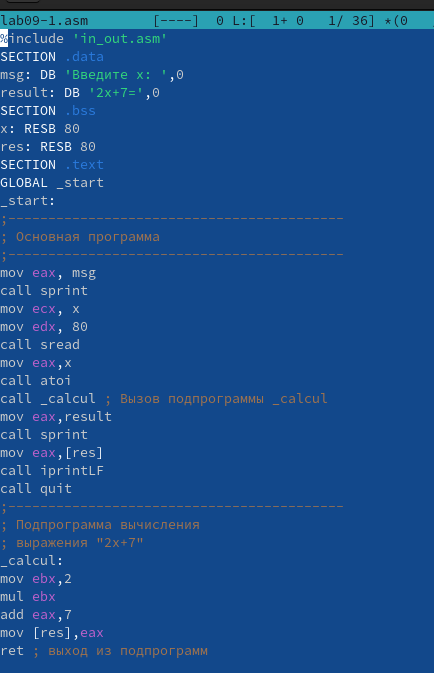 lab09-1.asm        [----]  0 L:[  1+ 0   1/ 36] *(0
%include 'in_out.asm'
SECTION .data
msg: DB 'Введите x: ',0
result: DB '2x+7=',0
SECTION .bss
x: RESB 80
res: RESB 80
SECTION .text
GLOBAL _start
_start:
;------------------------------------------
; Основная программа
;------------------------------------------
mov eax, msg
call sprint
mov ecx, x
mov edx, 80
call sread
mov eax,x
call atoi
call _calcul ; Вызов подпрограммы _calcul
mov eax,result
call sprint
mov eax,[res]
call iprintLF
call quit
;------------------------------------------
; Подпрограмма вычисления
; выражения "2x+7"
_calcul:
mov ebx,2
mul ebx
add eax,7
mov [res],eax
ret ; выход из подпрограмм